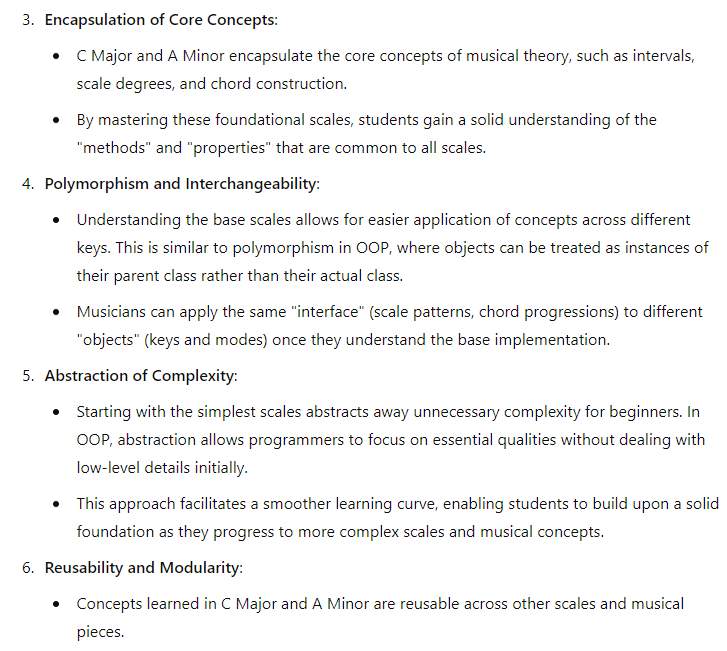 3. Encapsulation of Core Concepts:
• C Major and A Minor encapsulate the core concepts of musical theory, such as intervals,
scale degrees, and chord construction.
• By mastering these foundational scales, students gain a solid understanding of the
"methods" and "properties" that are common to all scales.
4. Polymorphism and Interchangeability:
• Understanding the base scales allows for easier application of concepts across different
keys. This is similar to polymorphism in OOP, where objects can be treated as instances of
their parent class rather than their actual class.
• Musicians can apply the same "interface" (scale patterns, chord progressions) to different
"objects" (keys and modes) once they understand the base implementation.
5. Abstraction of Complexity:
• Starting with the simplest scales abstracts away unnecessary complexity for beginners. In
OOP, abstraction allows programmers to focus on essential qualities without dealing with
low-level details initially.
• This approach facilitates a smoother learning curve, enabling students to build upon a solid
foundation as they progress to more complex scales and musical concepts.
6. Reusability and Modularity:
• Concepts learned in C Major and A Minor are reusable across other scales and musical
pieces.